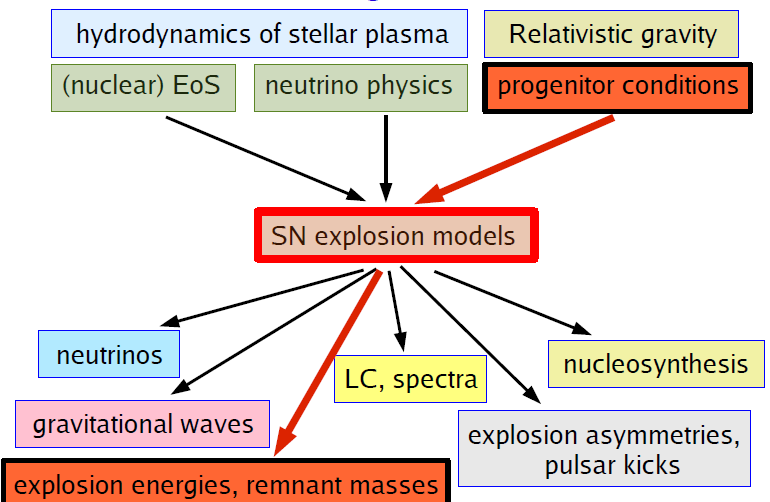 hydrodynamics of stellar plasma
Relativistic gravity
(nuclear) EoS
neutrino physics
progenitor conditions
SN explosion models
neutrinos
LC, spectra
nucleosynthesis
gravitational waves
explosion asymmetries,
pulsar kicks
explosion energies, remnant masses